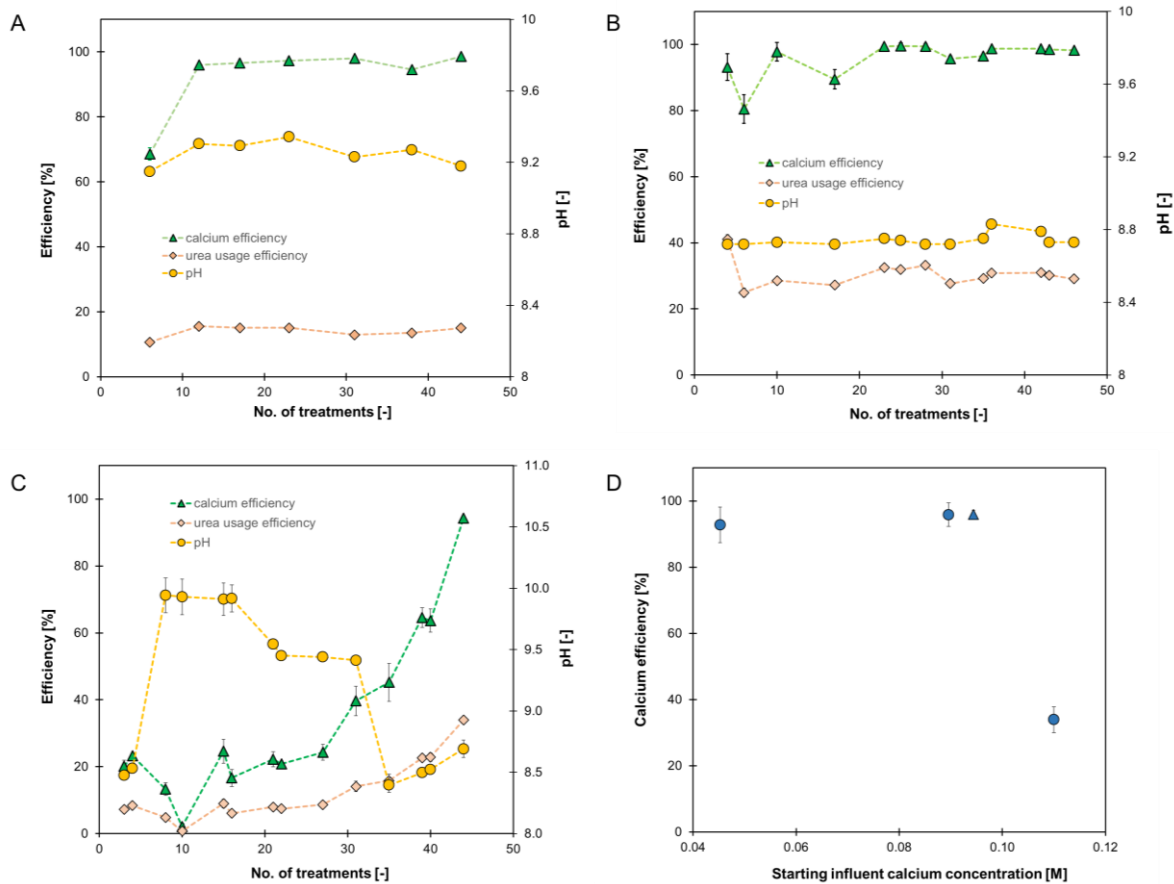 A
Efficiency [%]
100
80
60
40
20
0
10
9.6
9.2
8.8
8.4
8
pH [-]
calcium efficiency
urea usage efficiency
pH
0
10
20
30
40
50
No. of treatments [-]
B
Efficiency [%]
100
80
60
40
20
0
10
9.6
9.2
8.8
8.4
8
pH [-]
calcium efficiency
urea usage efficiency
pH
0
10
20
30
40
50
No. of treatments [-]
C
Efficiency [%]
100
80
60
40
20
0
11.0
10.5
10.0
9.5
9.0
8.5
8.0
pH [-]
calcium efficiency
urea usage efficiency
pH
0
10
20
30
40
50
No. of treatments [-]
D
Calcium efficiency [%]
100
80
60
40
20
0
0.04
0.06
0.08
0.10
0.12
Starting influent calcium concentration [M]